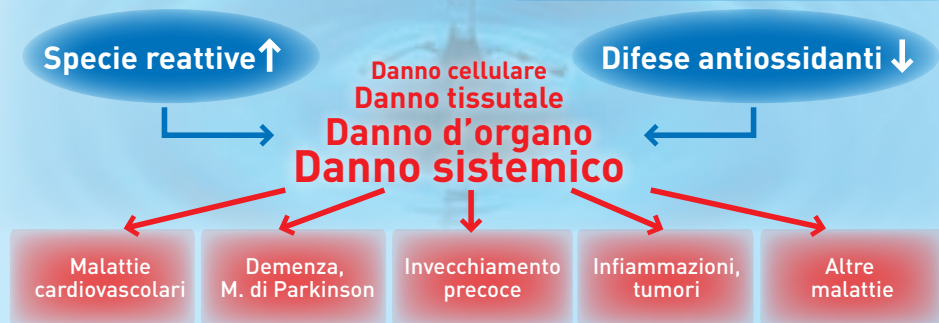 Specie reattive↑
Difese antiossidanti ↓
Danno cellulare
Danno tissutale
Danno d’organo
Danno sistemico
Malattie
cardiovascolari
Demenza,
M. di Parkinson
Invecchiamento
precoce
Infiammazioni,
tumori
Altre
malattie